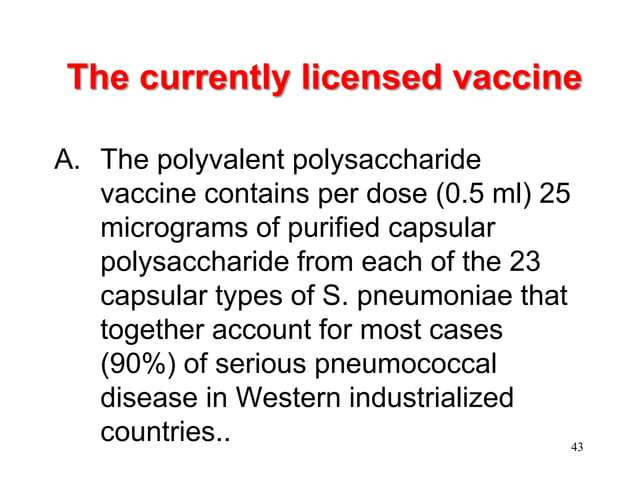 The currently licensed vaccine
A. The polyvalent polysaccharide
vaccine contains per dose (0.5 ml) 25
micrograms of purified capsular
polysaccharide from each of the 23
capsular types of S. pneumoniae that
together account for most cases
(90%) of serious pneumococcal
disease in Western industrialized
countries..
43